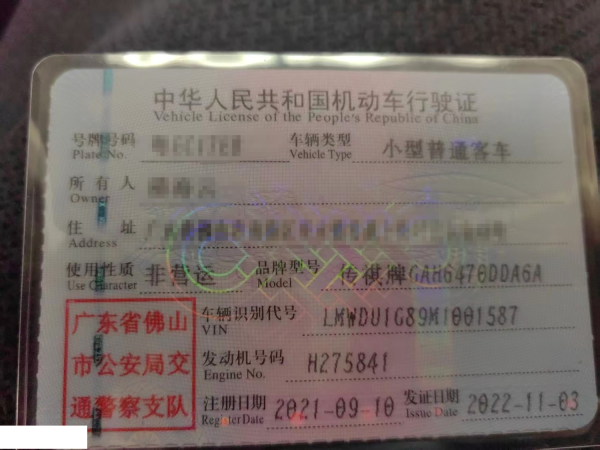 中华人民共和国机动车行驶证
Vehicle License of the People's Republic of China
号牌号码 车辆类型 小型普通客车
Plate No. Vehicle Type
所有人
Owner
住址
Address
使用性质 非营运 品牌型号 传祺牌GAH6470DDA6A
Use Character Model
广东省佛山
市公安局交
通警察支队
车辆识别代号 LMWDU1G89M1001587
VIN
发动机号码 H275841
Engine No.
注册日期 2021-09-10 发证日期 2022-11-03
Register Date Issue Date